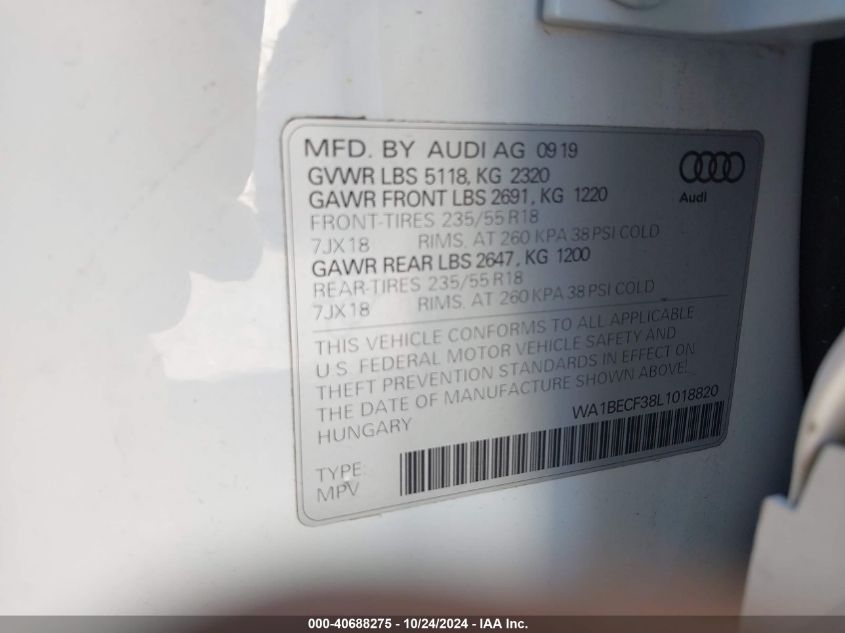 MFD. BY AUDI AG 09 19
GVWR LBS 5118, KG 2320
GAWR FRONT LBS 2691, KG 1220
FRONT-TIRES 235/55 R18
7JX18 RIMS, AT 260 KPA 38 PSI COLD
GAWR REAR LBS 2647, KG 1200
REAR-TIRES 235/55 R18
7JX18 RIMS, AT 260 KPA 38 PSI COLD
Audi
THIS VEHICLE CONFORMS TO ALL APPLICABLE
U.S. FEDERAL MOTOR VEHICLE SAFETY AND
THEFT PREVENTION STANDARDS IN EFFECT ON
THE DATE OF MANUFACTURE SHOWN ABOVE.
HUNGARY
WA1BECF38L1018820
TYPE:
MPV
000-40688275 - 10/24/2024 - IAA Inc.